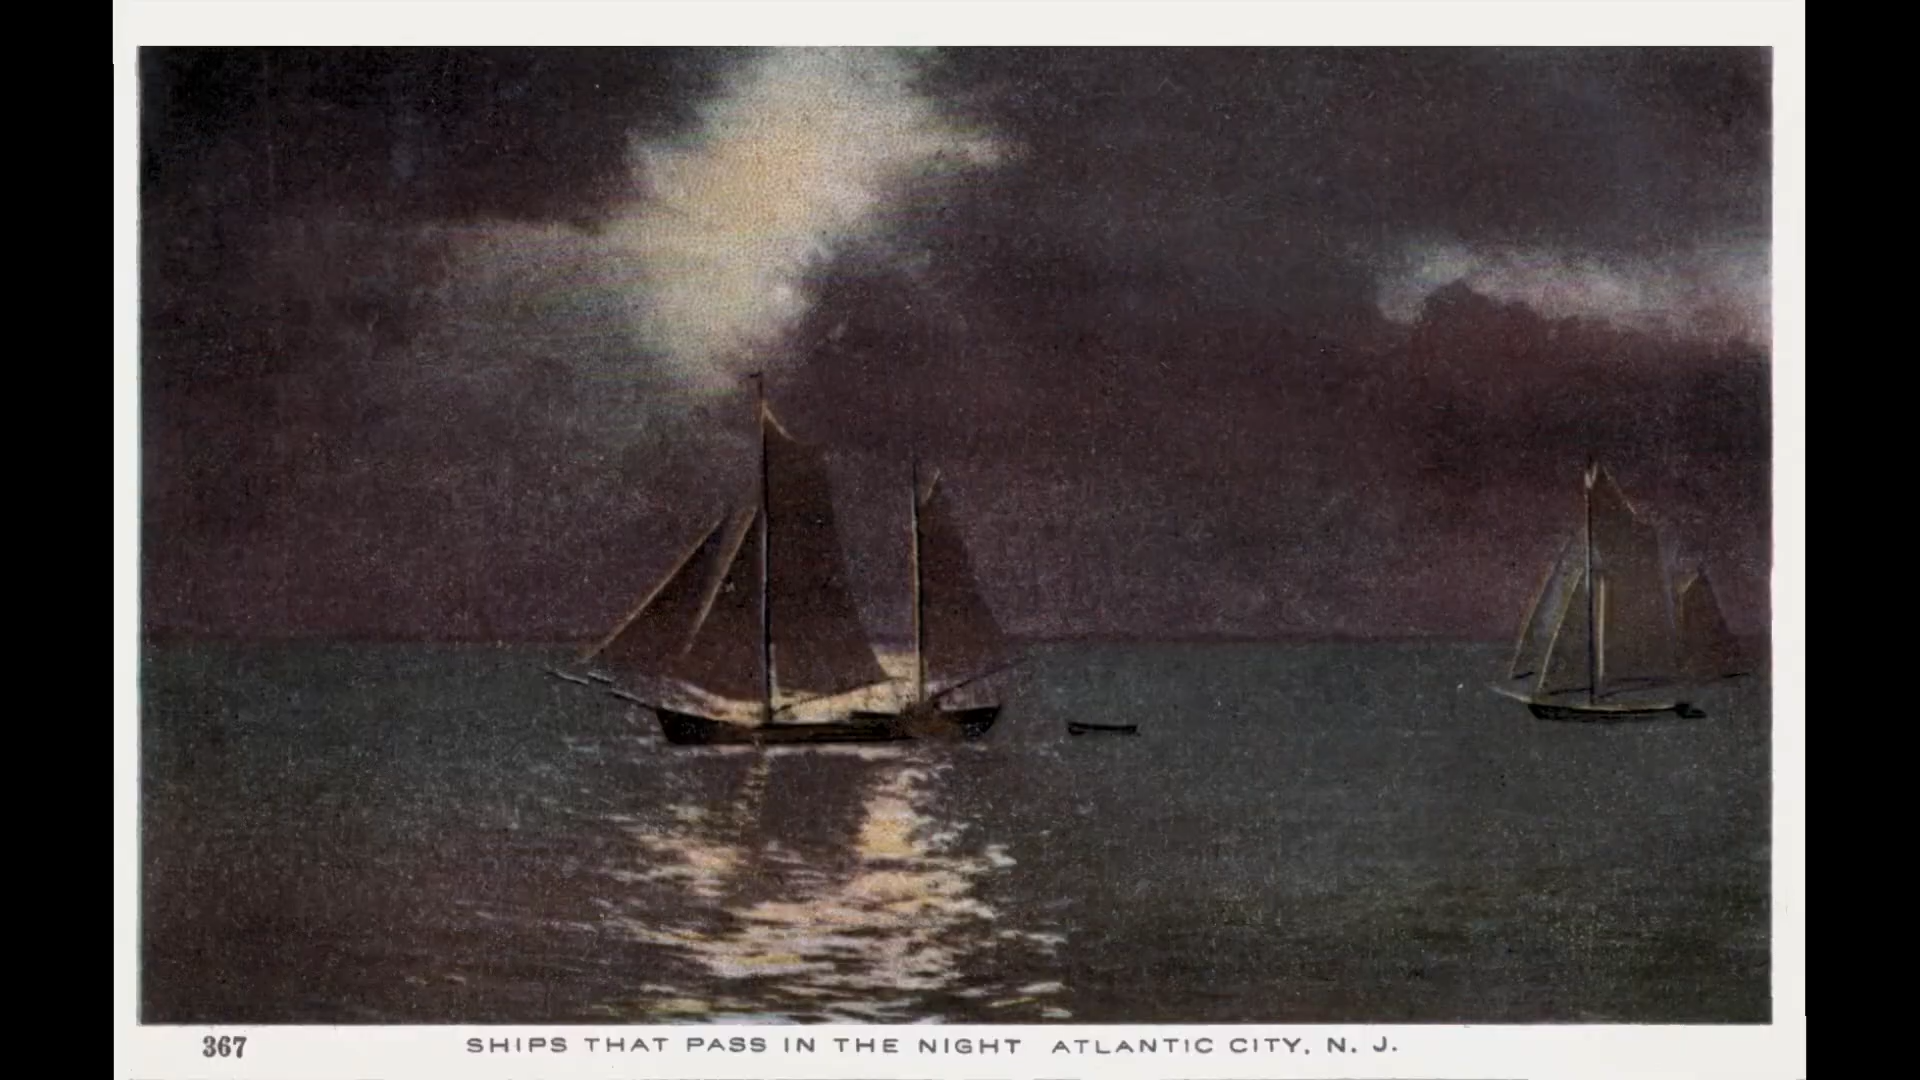 367 SHIPS THAT PASS IN THE NIGHT ATLANTIC CITY, N. J.